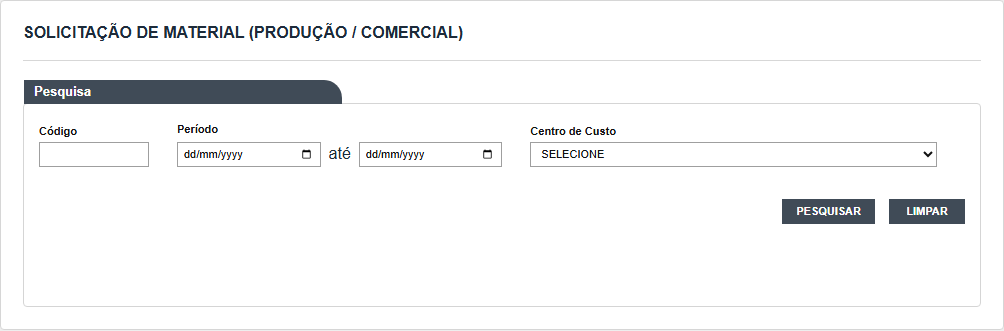 SOLICITAÇÃO DE MATERIAL (PRODUÇÃO / COMERCIAL)
Pesquisa
Código Período Centro de Custo
dd/mm/yyyy até dd/mm/yyyy SELECIONE
PESQUISAR LIMPAR